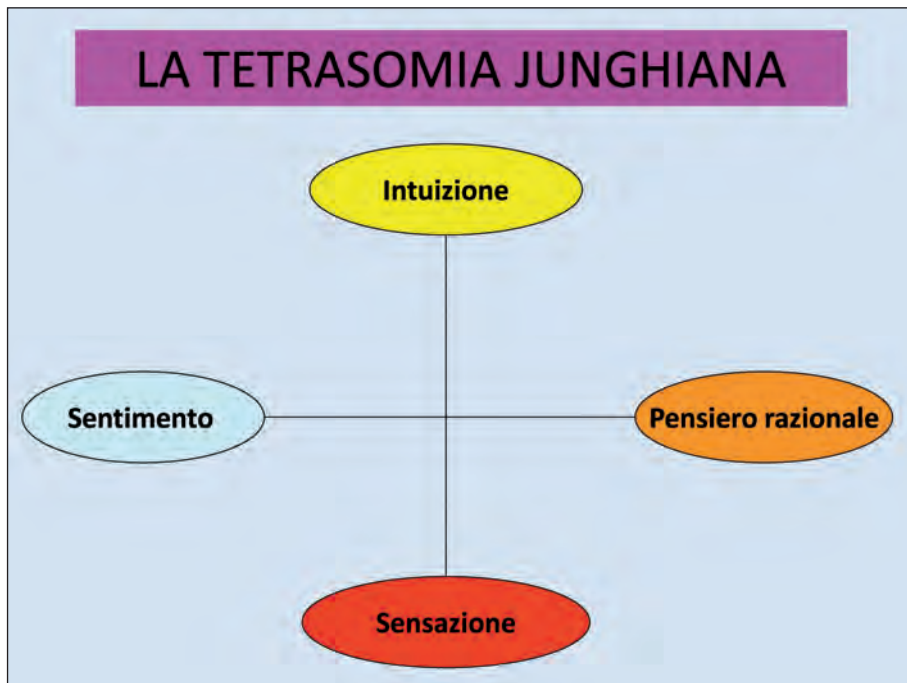 LA TETRASOMIA JUNGHIANA
Intuizione
Sentimento
Pensiero razionale
Sensazione